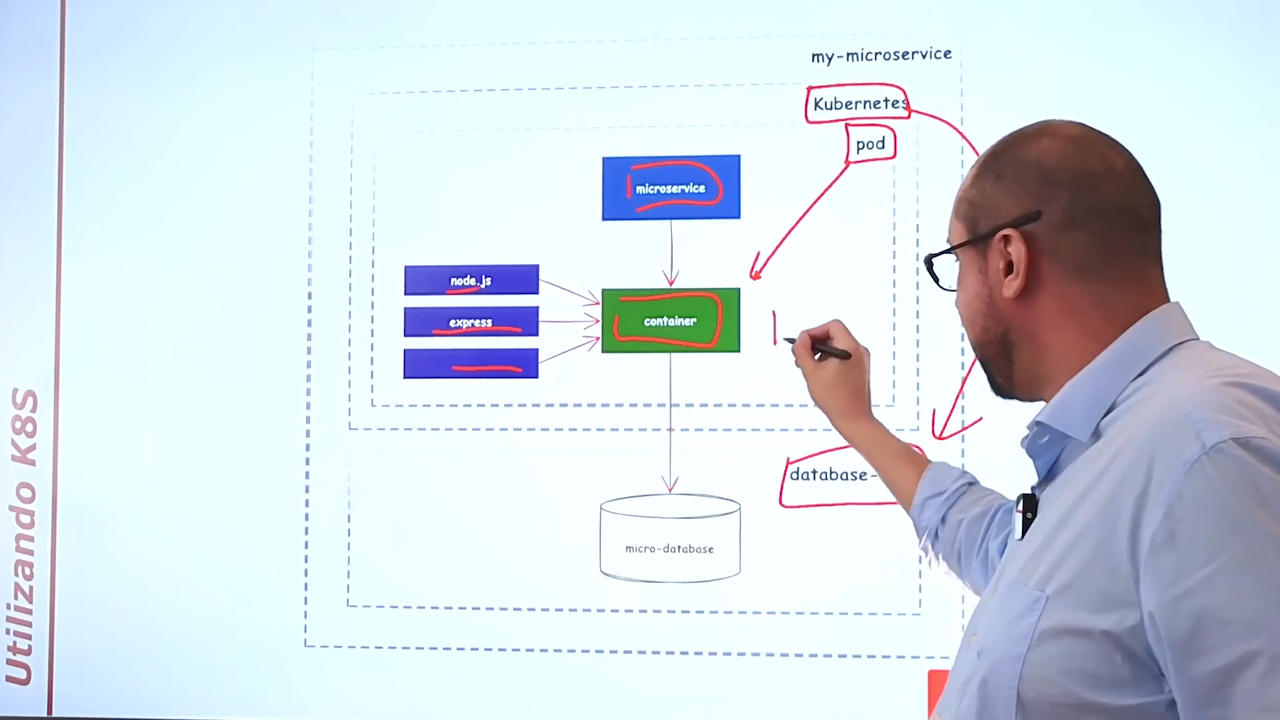 Utilizando K8S
my-microservice
Kubernetes
pod
microservice
node.js
express
container
database-
micro-database